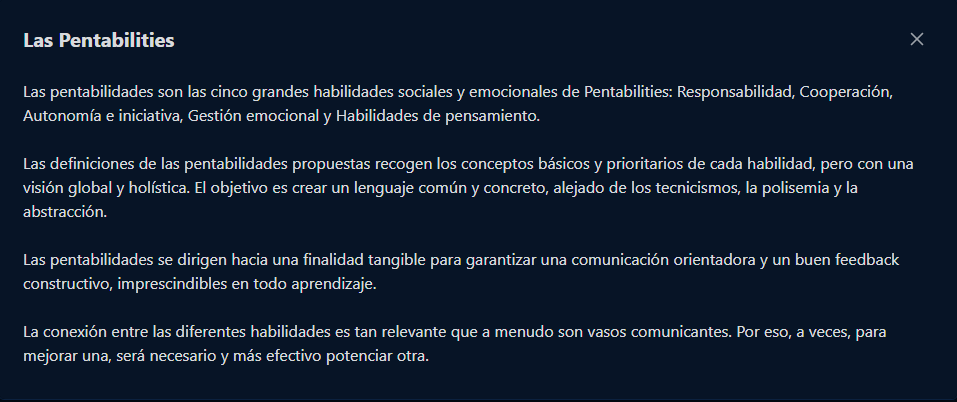 Las Pentabilities
Las pentabilidades son las cinco grandes habilidades sociales y emocionales de Pentabilities: Responsabilidad, Cooperación,
Autonomía e iniciativa, Gestión emocional y Habilidades de pensamiento.
Las definiciones de las pentabilidades propuestas recogen los conceptos básicos y prioritarios de cada habilidad, pero con una
visión global y holística. El objetivo es crear un lenguaje común y concreto, alejado de los tecnicismos, la polisemia y la
abstracción.
Las pentabilidades se dirigen hacia una finalidad tangible para garantizar una comunicación orientadora y un buen feedback
constructivo, imprescindibles en todo aprendizaje.
La conexión entre las diferentes habilidades es tan relevante que a menudo son vasos comunicantes. Por eso, a veces, para
mejorar una, será necesario y más efectivo potenciar otra.